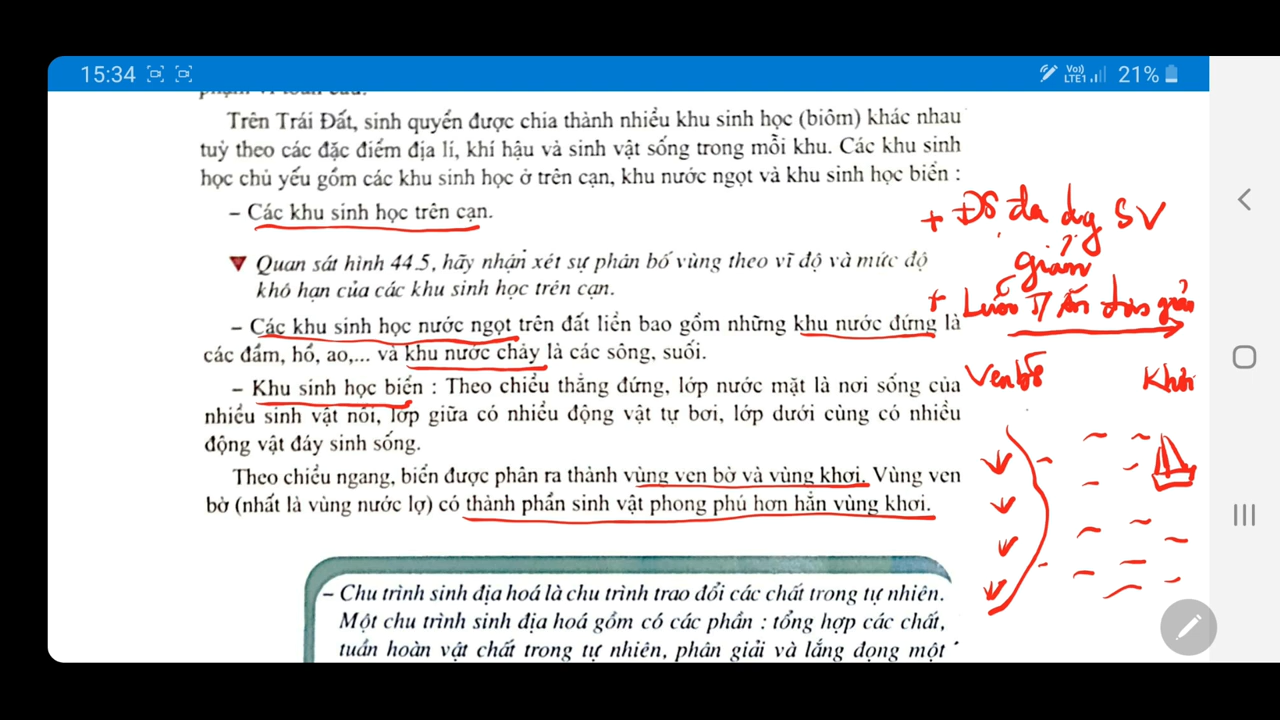 15:34
Vo)) LTE1 21%
phạm vi toàn cầu.
Trên Trái Đất, sinh quyển được chia thành nhiều khu sinh học (biôm) khác nhau
tuỳ theo các đặc điểm địa lí, khí hậu và sinh vật sống trong mỗi khu. Các khu sinh
học chủ yếu gồm các khu sinh học ở trên cạn, khu nước ngọt và khu sinh học biển :
– Các khu sinh học trên cạn.
+ Độ đa dạng SV
giảm
Quan sát hình 44.5, hãy nhận xét sự phân bố vùng theo vĩ độ và mức độ
khô hạn của các khu sinh học trên cạn.
+ Lưới T/ ăn đơn giản
– Các khu sinh học nước ngọt trên đất liền bao gồm những khu nước đứng là
các đầm, hồ, ao,... và khu nước chảy là các sông, suối.
Ven bờ Khơi
– Khu sinh học biển : Theo chiều thẳng đứng, lớp nước mặt là nơi sống của
nhiều sinh vật nổi, lớp giữa có nhiều động vật tự bơi, lớp dưới cùng có nhiều
động vật đáy sinh sống.
Theo chiều ngang, biển được phân ra thành vùng ven bờ và vùng khơi. Vùng ven
bờ (nhất là vùng nước lợ) có thành phần sinh vật phong phú hơn hẳn vùng khơi.
– Chu trình sinh địa hoá là chu trình trao đổi các chất trong tự nhiên.
Một chu trình sinh địa hoá gồm có các phần : tổng hợp các chất,
tuần hoàn vật chất trong tự nhiên, phân giải và lắng đọng một